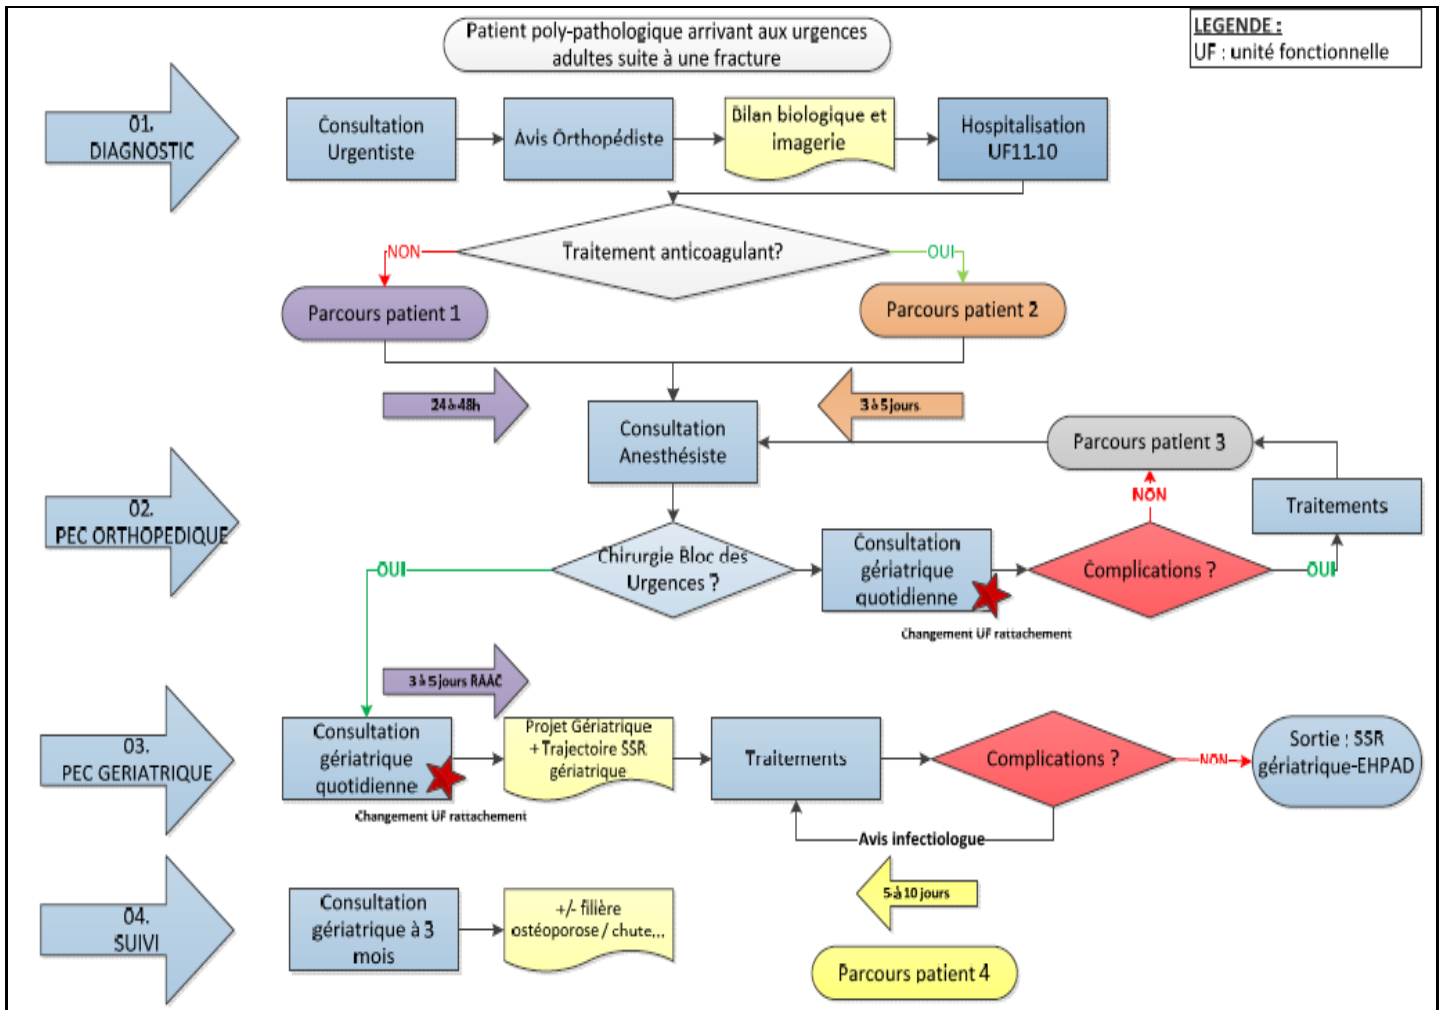 Patient poly-pathologique arrivant aux urgences
adultes suite à une fracture
LEGENDE :
UF : unité fonctionnelle
01.
DIAGNOSTIC
Consultation
Urgentiste
Avis Orthopédiste
Bilan biologique et
imagerie
Hospitalisation
UF11.10
Traitement anticoagulant?
NON
OUI
Parcours patient 1
Parcours patient 2
24 à 48h
3 à 5 jours
Consultation
Anesthésiste
Parcours patient 3
02.
PEC ORTHOPEDIQUE
NON
Traitements
Chirurgie Bloc des
Urgences ?
OUI
Consultation
gériatrique
quotidienne
Complications ?
OUI
Changement UF rattachement
3 à 5 jours RAAC
03.
PEC GERIATRIQUE
Consultation
gériatrique
quotidienne
Projet Gériatrique
+ Trajectoire SSR
gériatrique
Traitements
Complications ?
NON
Sortie : SSR
gériatrique-EHPAD
Changement UF rattachement
Avis infectiologue
5 à 10 jours
04.
SUIVI
Consultation
gériatrique à 3
mois
+/- filière
ostéoporose / chute...
Parcours patient 4